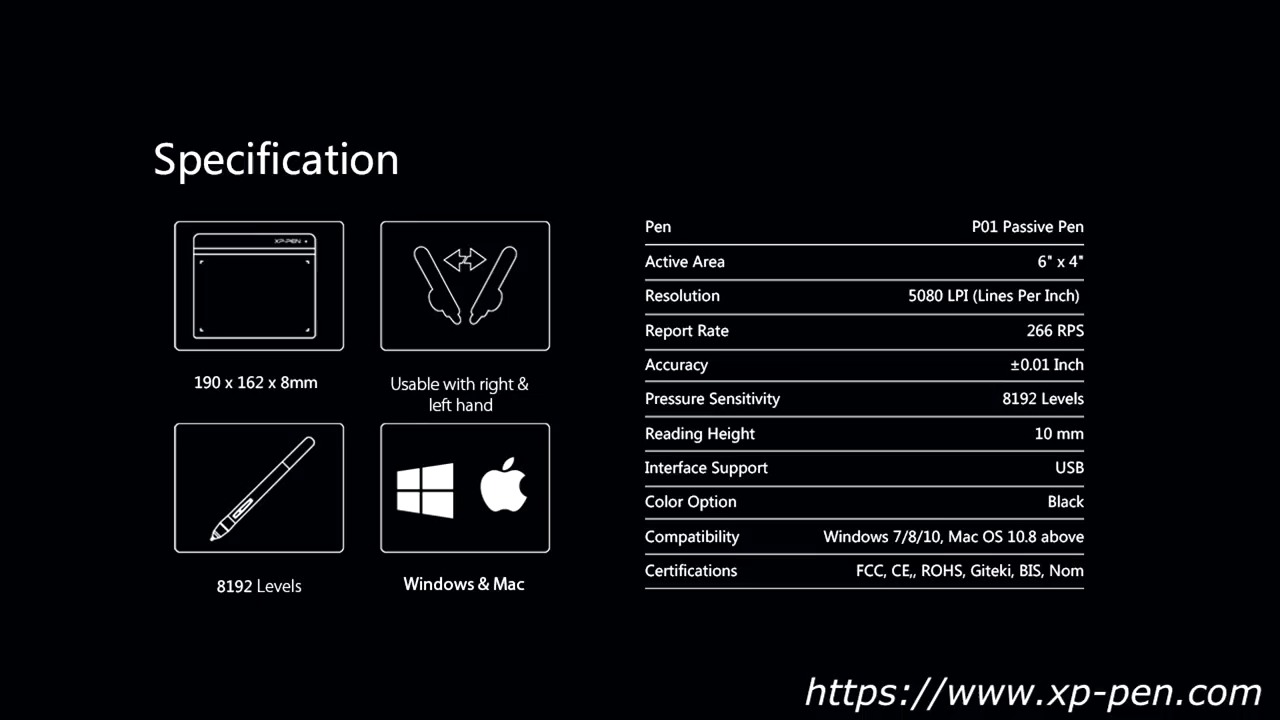 Specification
XP-PEN
190 x 162 x 8mm
Usable with right &
left hand
8192 Levels
Windows & Mac
Pen P01 Passive Pen
Active Area 6" x 4"
Resolution 5080 LPI (Lines Per Inch)
Report Rate 266 RPS
Accuracy ±0.01 Inch
Pressure Sensitivity 8192 Levels
Reading Height 10 mm
Interface Support USB
Color Option Black
Compatibility Windows 7/8/10, Mac OS 10.8 above
Certifications FCC, CE,, ROHS, Giteki, BIS, Nom
https://www.xp-pen.com